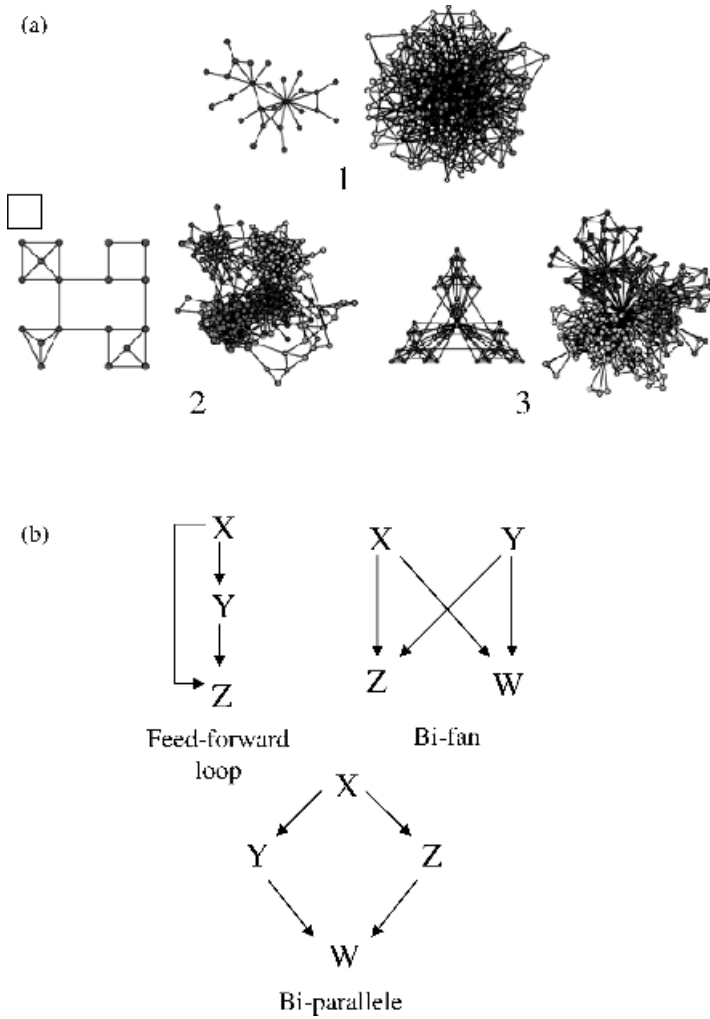 (a)
1
2 3
(b)
X
Y
Z
Feed-forward
loop
X Y
Z W
Bi-fan
X
Y Z
W
Bi-parallele